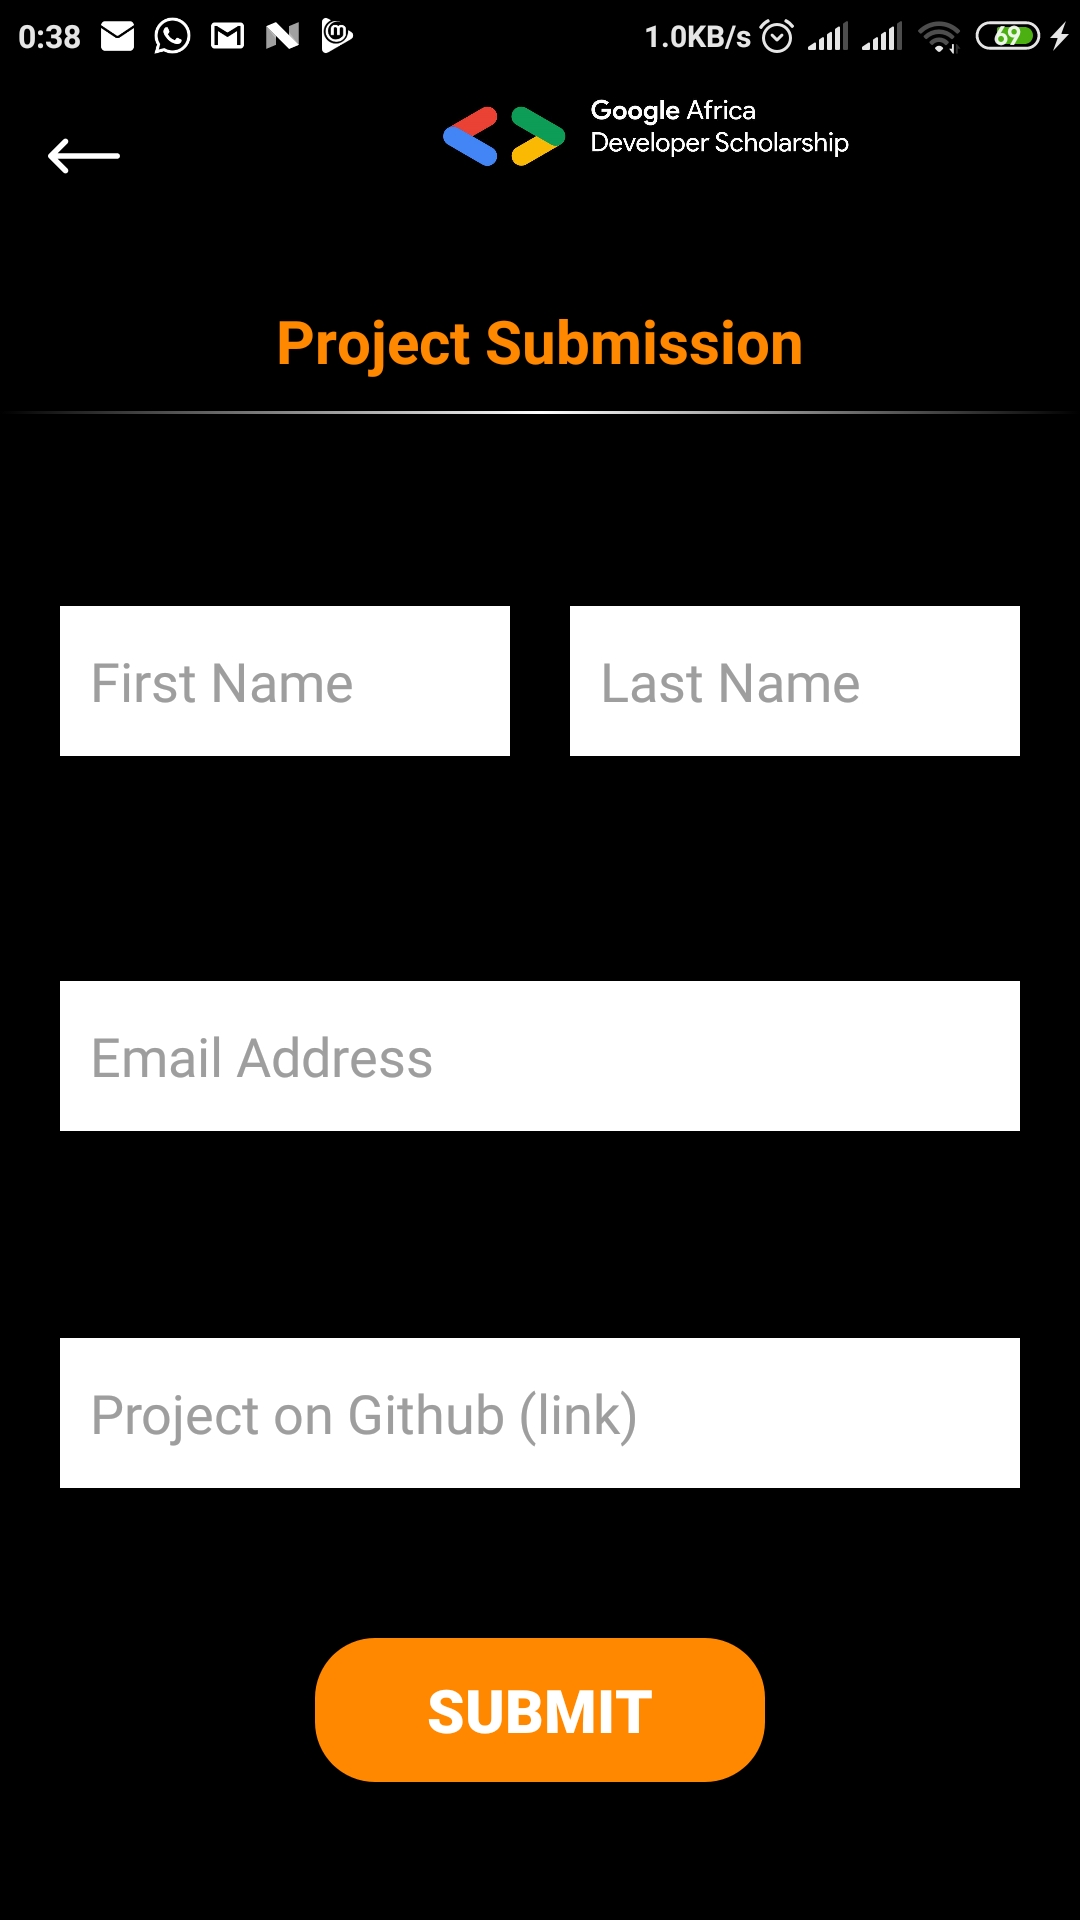 0:38 1.0KB/s 69
Google Africa
Developer Scholarship
Project Submission
First Name Last Name
Email Address
Project on Github (link)
SUBMIT